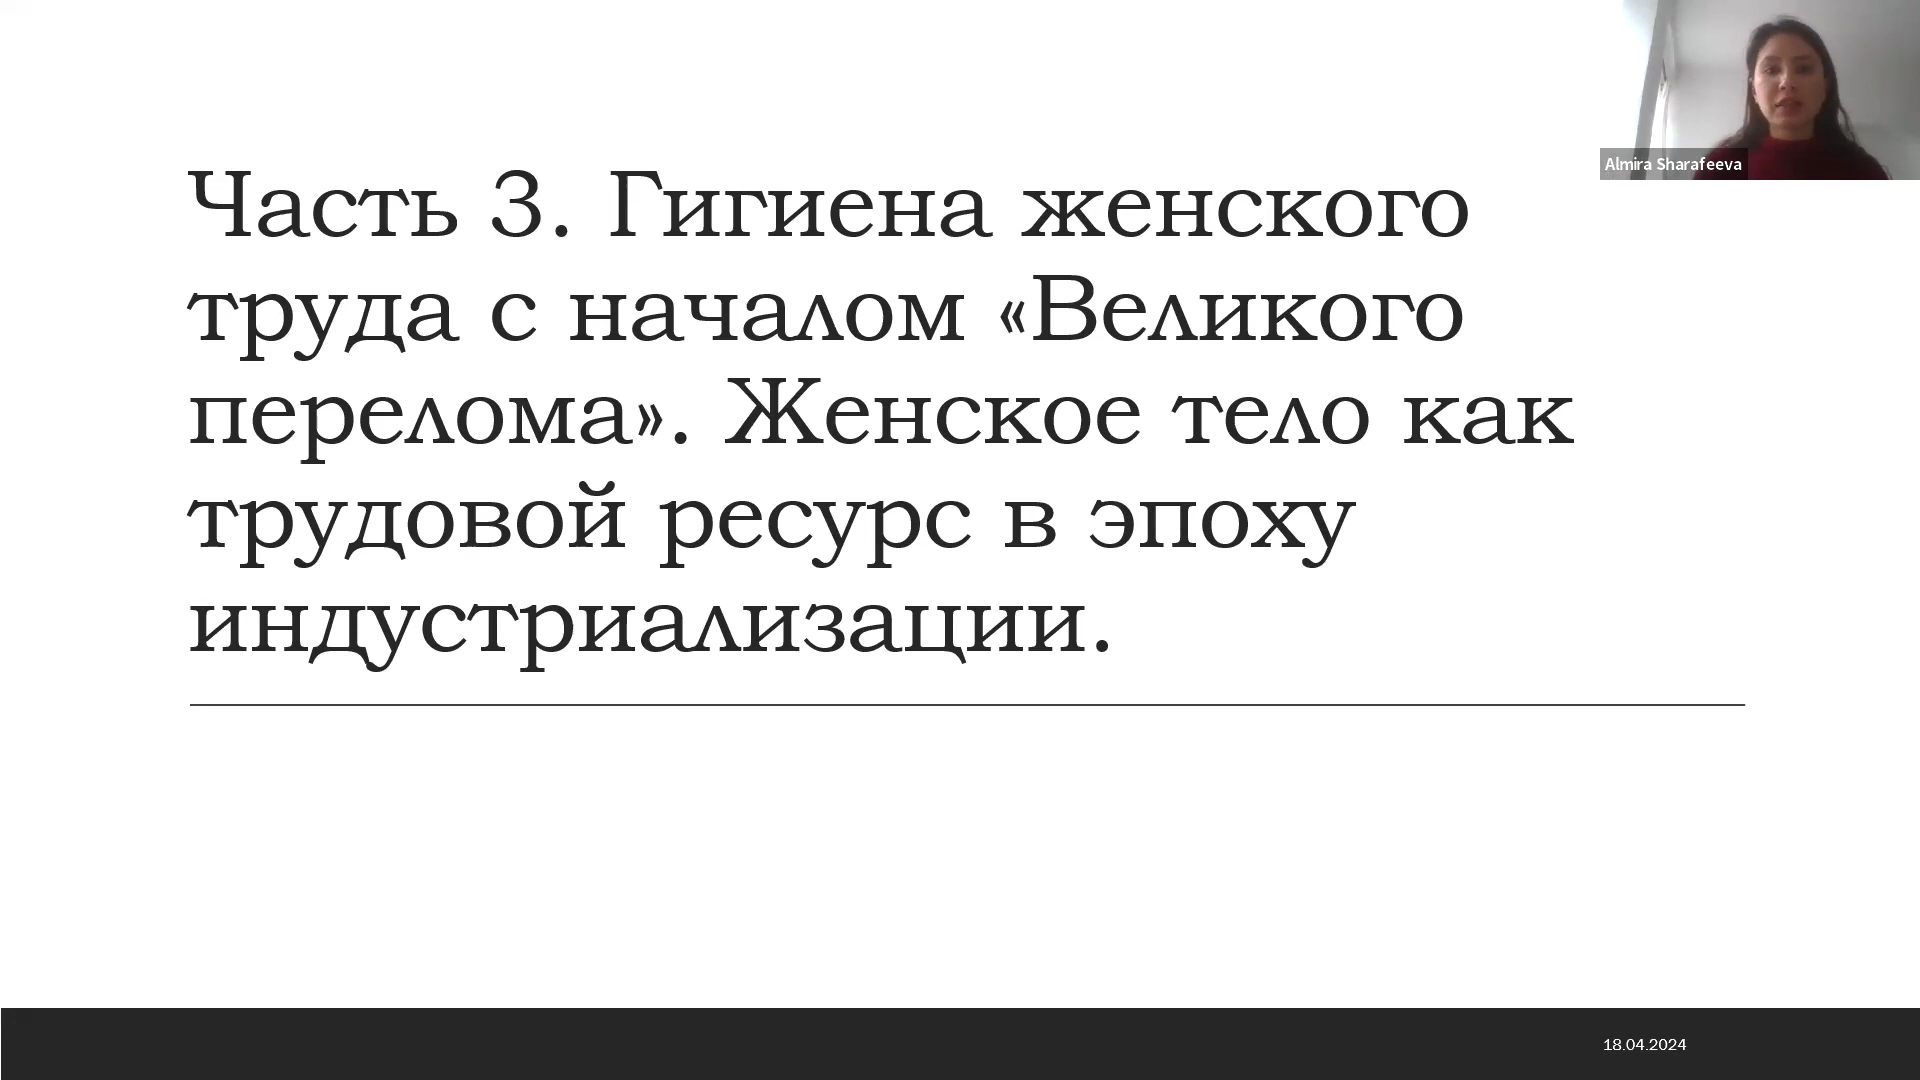 Almira Sharafeeva
Часть 3. Гигиена женского
труда с началом «Великого
перелома». Женское тело как
трудовой ресурс в эпоху
индустриализации.
18.04.2024